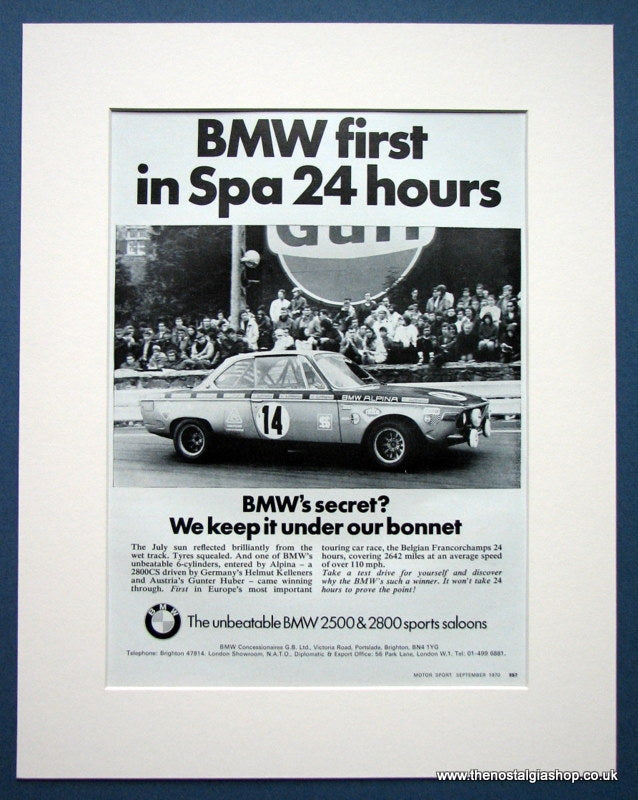 BMW first
in Spa 24 hours
Gulf
14
BMW ALPINA
BMW's secret?
We keep it under our bonnet
The July sun reflected brilliantly from the
wet track. Tyres squealed. And one of BMW's
unbeatable 6-cylinders, entered by Alpina – a
2800CS driven by Germany's Helmut Kelleners
and Austria's Gunter Huber – came winning
through. First in Europe's most important
touring car race, the Belgian Francorchamps 24
hours, covering 2642 miles at an average speed
of over 110 mph.
Take a test drive for yourself and discover
why the BMW's such a winner. It won't take 24
hours to prove the point!
BMW
The unbeatable BMW 2500 & 2800 sports saloons
BMW Concessionaires G.B. Ltd., Victoria Road, Portslade, Brighton, BN4 1YG
Telephone: Brighton 47814. London Showroom, N.A.T.O., Diplomatic & Export Office: 56 Park Lane, London W.1. Tel: 01-499 6881.
MOTOR SPORT, SEPTEMBER 1970
www.thenostalgiashop.co.uk